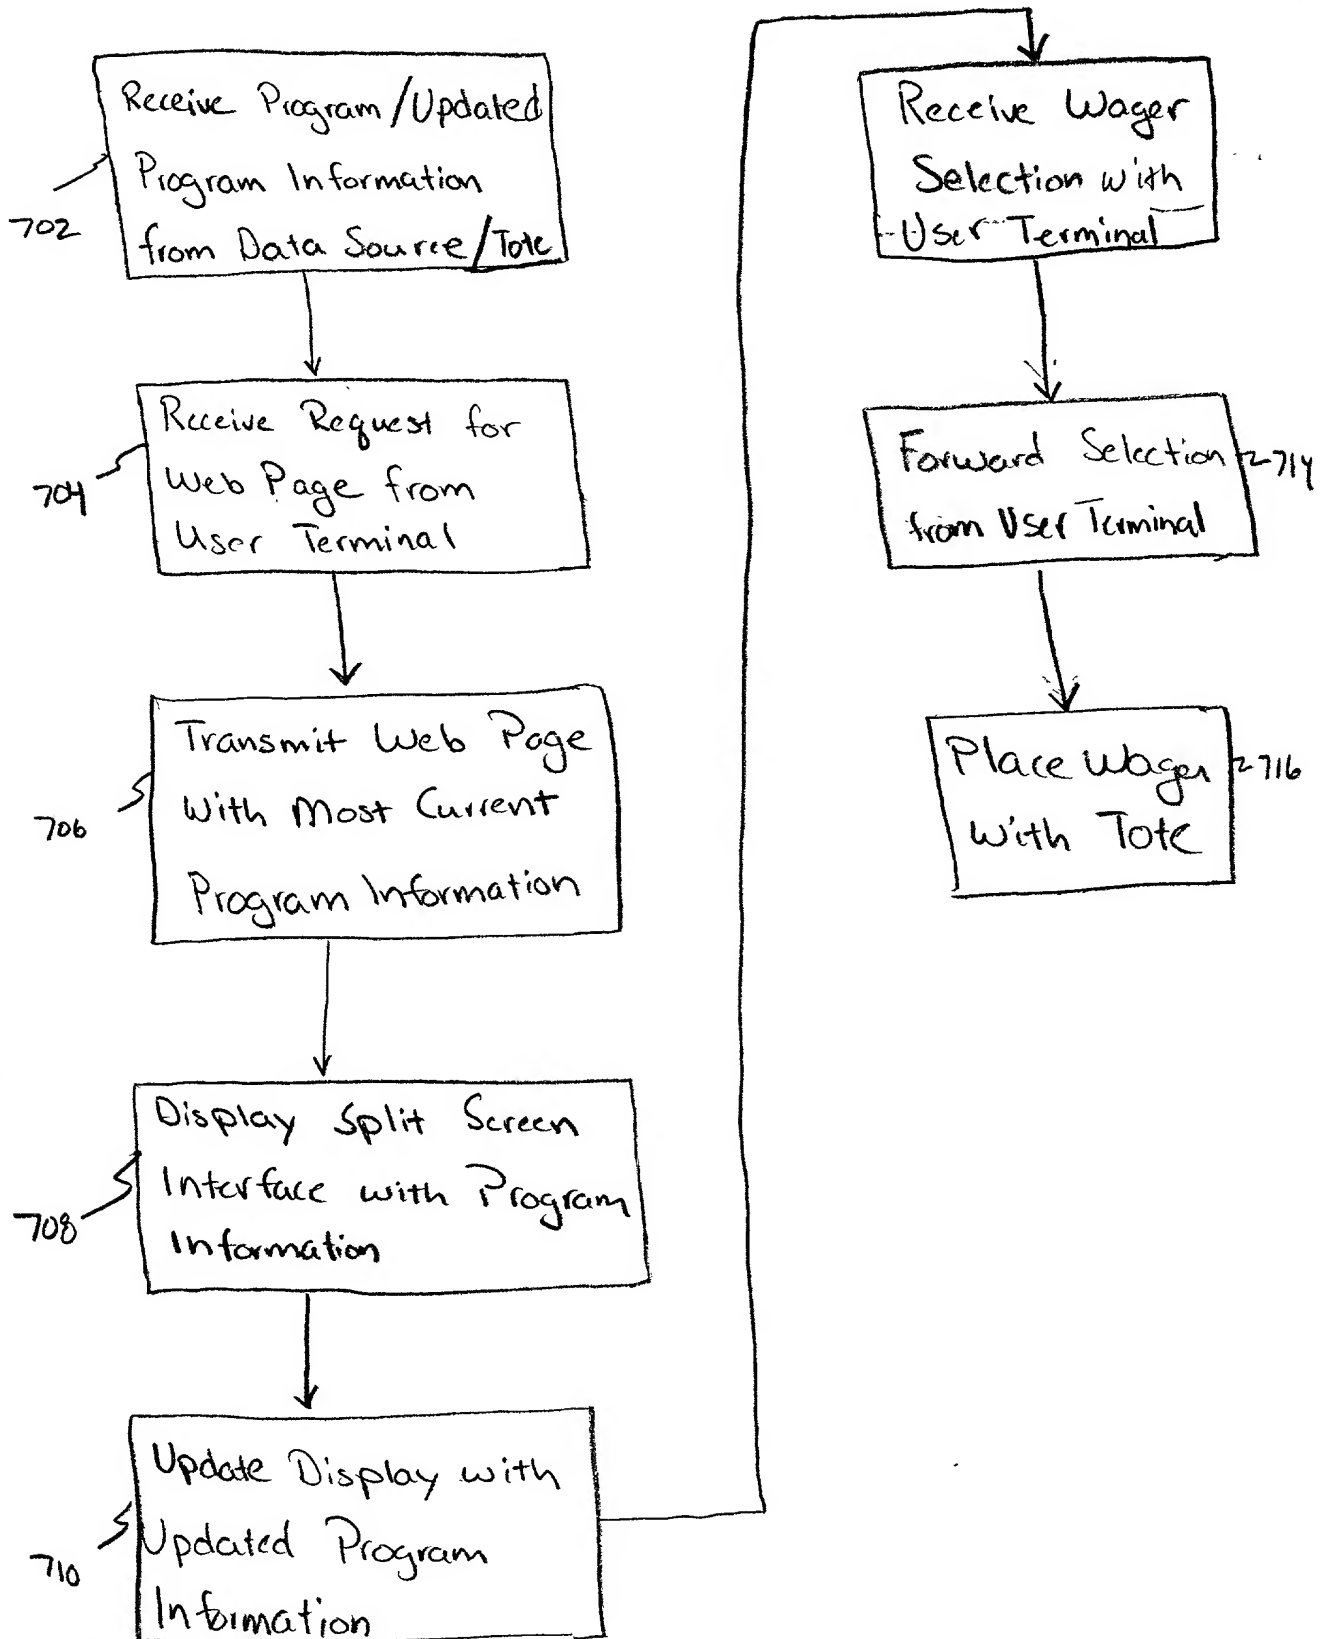 Receive Program/Updated
Program Information
from Data Source/Tote
702
Receive Request for
Web Page from
User Terminal
704
Transmit Web Page
With Most Current
Program Information
706
Display Split Screen
Interface with Program
Information
708
Update Display with
Updated Program
Information
710
Receive Wager
Selection with
User Terminal
Forward Selection
from User Terminal
714
Place Wager
With Tote
716